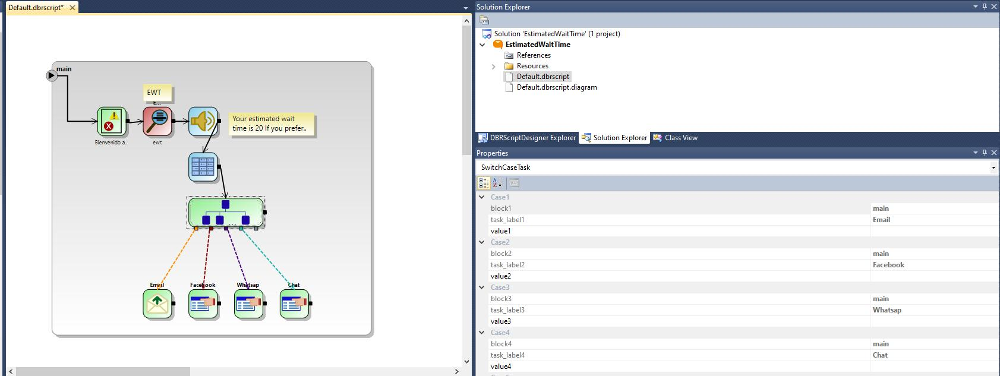 Default.dbrscript*
main
EWT
E...
Your estimated wait
time is 20 If you prefer..
Bienvenido a..
ewt
Email
Facebook
Whatsap
Chat
Solution Explorer
Solution 'EstimatedWaitTime' (1 project)
EstimatedWaitTime
References
Resources
Default.dbrscript
Default.dbrscript.diagram
DBRScriptDesigner Explorer
Solution Explorer
Class View
Properties
SwitchCaseTask
Case1
block1 main
task_label1 Email
value1
Case2
block2 main
task_label2 Facebook
value2
Case3
block3 main
task_label3 Whatsap
value3
Case4
block4 main
task_label4 Chat
value4